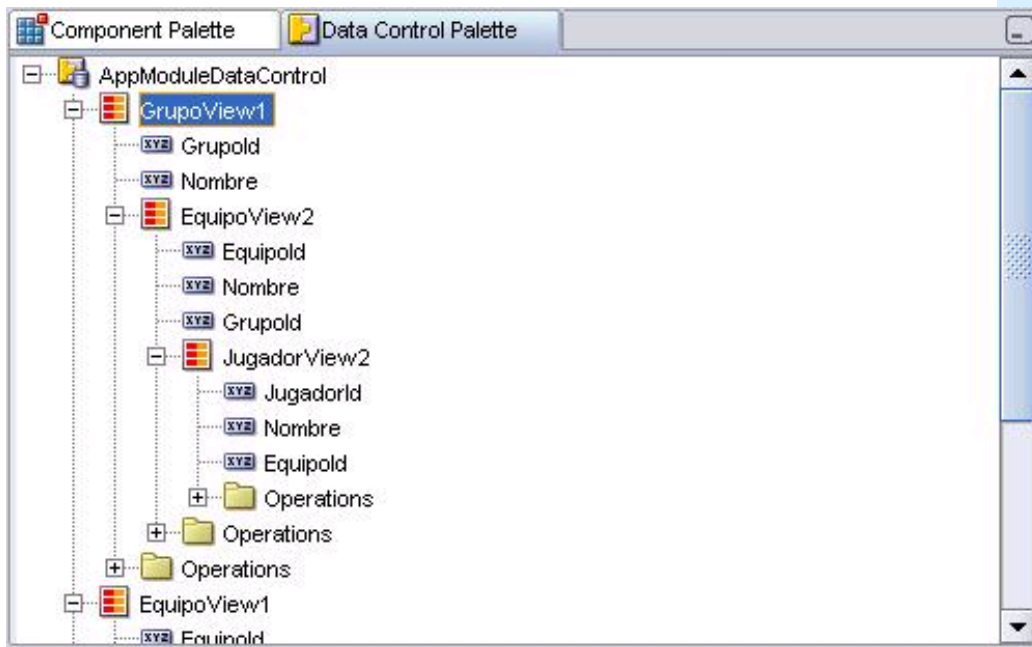 Component Palette
Data Control Palette
AppModuleDataControl
GrupoView1
GrupoId
Nombre
EquipoView2
EquipoId
Nombre
GrupoId
JugadorView2
JugadorId
Nombre
EquipoId
Operations
Operations
Operations
EquipoView1
EquipoId